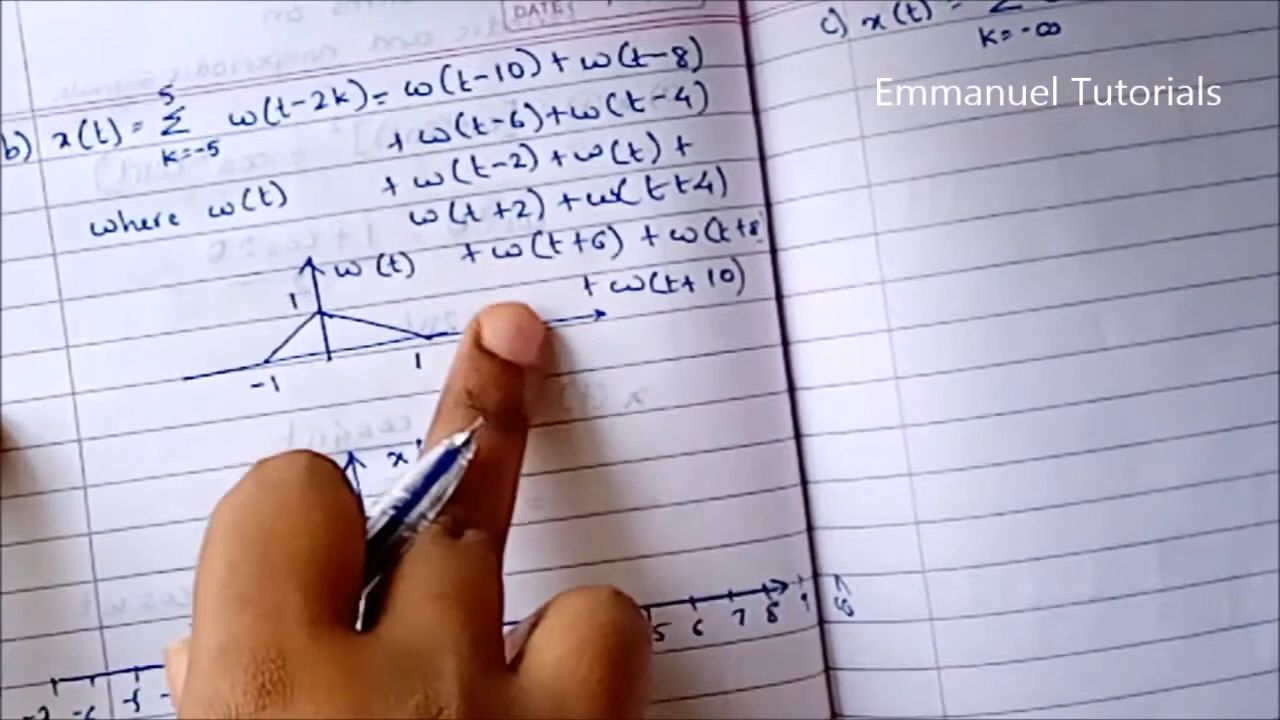 DATE:
b) x(t) = 5 Σ k=-5 w(t-2k) = w(t-10) + w(t-8)
+ w(t-6) + w(t-4)
+ w(t-2) + w(t) +
w(t+2) + w(t+4)
+ w(t+6) + w(t+8
+ w(t+10)
where w(t)
w(t)
1
-1 1
x
5 6 7 8 9
c) x(t) = Σ k=-∞
Emmanuel Tutorials